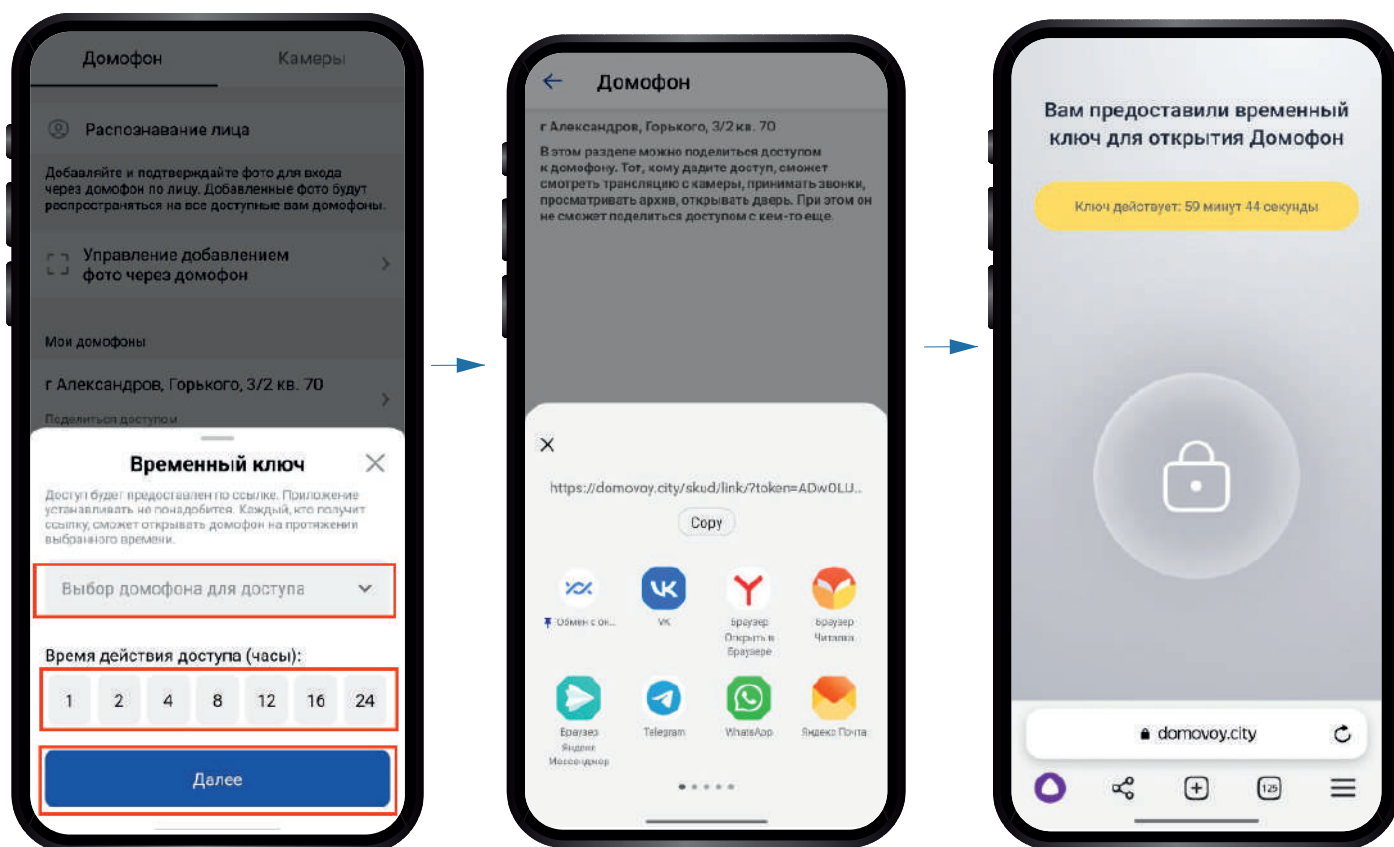 Домофон
Камеры
Распознавание лица
Добавляйте и подтверждайте фото для входа
через домофон по лицу. Добавленные фото будут
распространяться на все доступные вам домофоны.
Управление добавлением
фото через домофон
Мои домофоны
г Александров, Горького, 3/2 кв. 70
Поделиться доступом
Временный ключ
Доступ будет предоставлен по ссылке. Приложение
устанавливать не понадобится. Каждый, кто получит
ссылку, сможет открывать домофон на протяжении
выбранного времени.
Выбор домофона для доступа
Время действия доступа (часы):
1 2 4 8 12 16 24
Далее
Домофон
г Александров, Горького, 3/2 кв. 70
В этом разделе можно поделиться доступом
к домофону. Тот, кому дадите доступ, сможет
смотреть трансляцию с камеры, принимать звонки,
просматривать архив, открывать дверь. При этом он
не сможет поделиться доступом с кем-то еще.
https://domovoy.city/skud/link/?token=ADwOLU..
Copy
Обмен с ок...
VK
Браузер
Открыть в
Браузере
Браузер
Читалка
Браузер
Яндекс
Мессенджер
Telegram
WhatsApp
Яндекс Почта
Вам предоставили временный
ключ для открытия Домофон
Ключ действует: 59 минут 44 секунды
domovoy.city
125